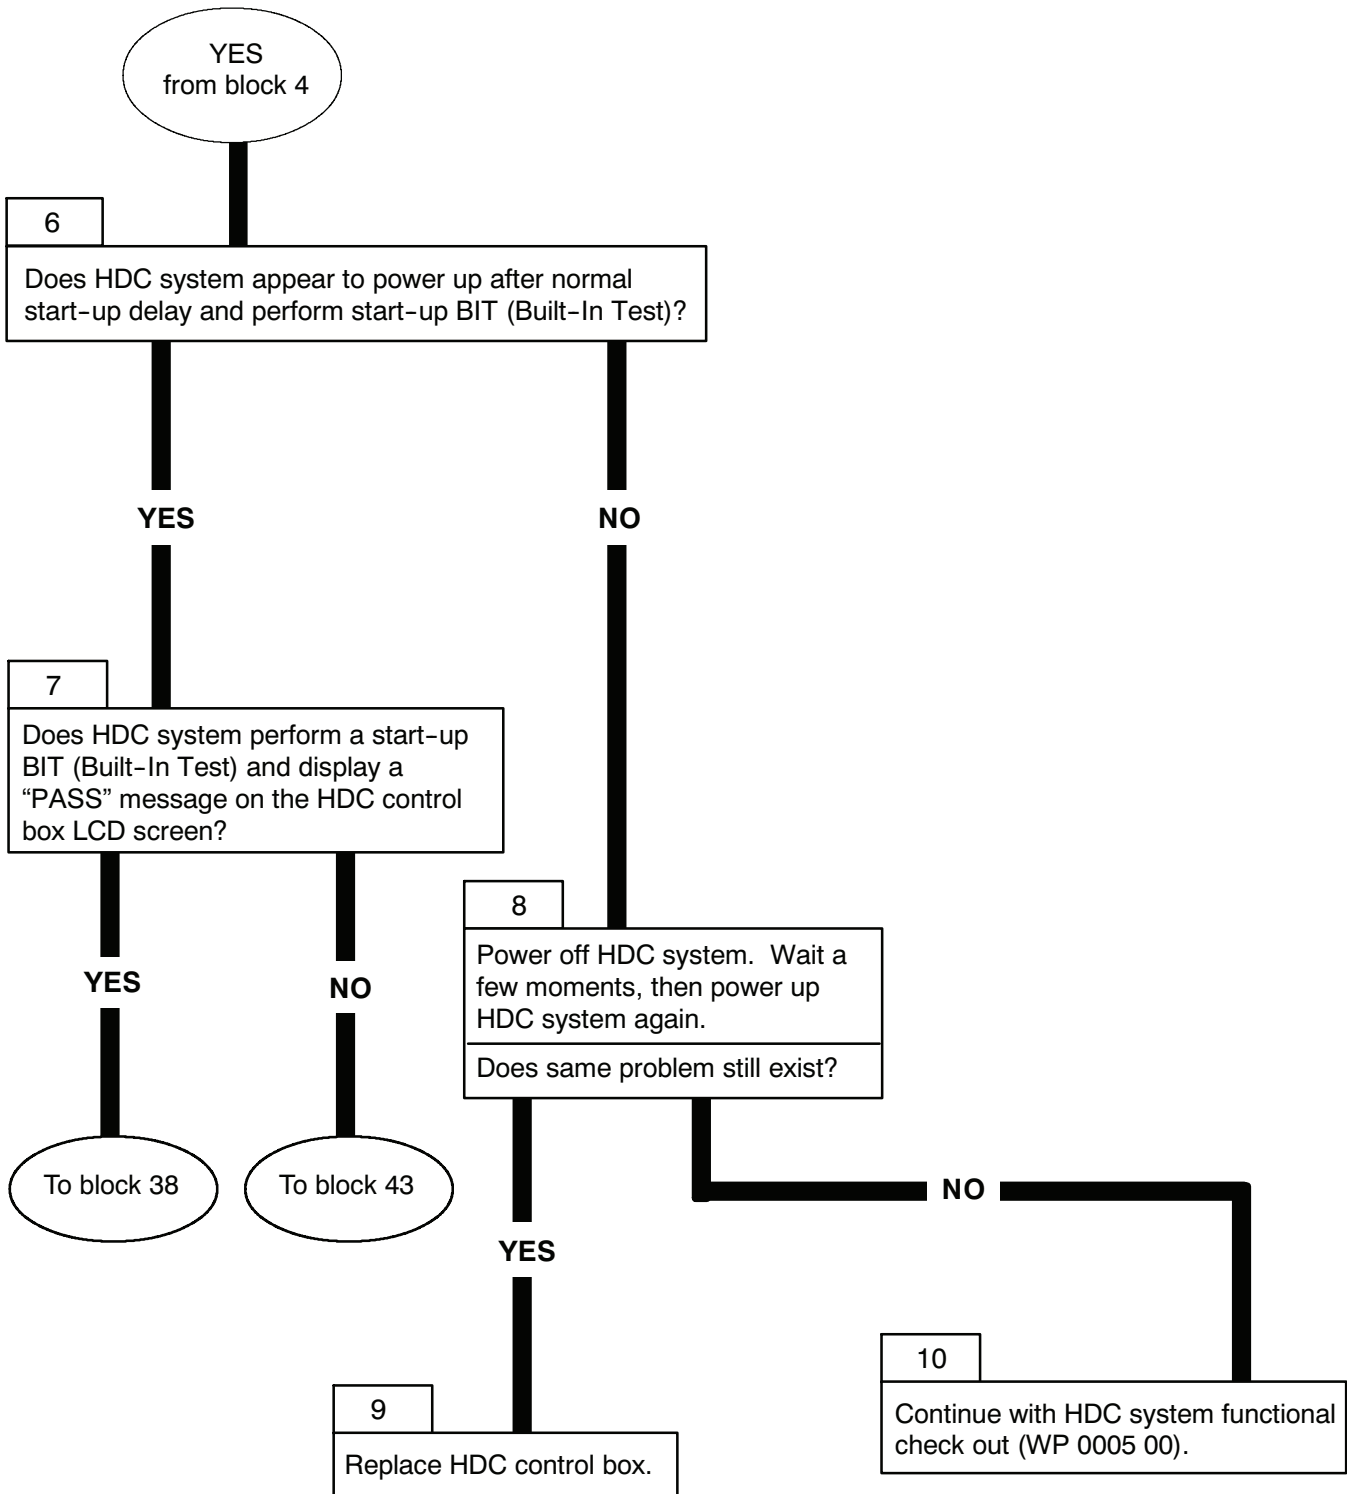 YES
from block 4
6
Does HDC system appear to power up after normal
start-up delay and perform start-up BIT (Built-In Test)?
YES
NO
7
Does HDC system perform a start-up
BIT (Built-In Test) and display a
“PASS” message on the HDC control
box LCD screen?
YES
NO
8
Power off HDC system.  Wait a
few moments, then power up
HDC system again.
Does same problem still exist?
To block 38
To block 43
YES
NO
9
Replace HDC control box.
10
Continue with HDC system functional
check out (WP 0005 00).